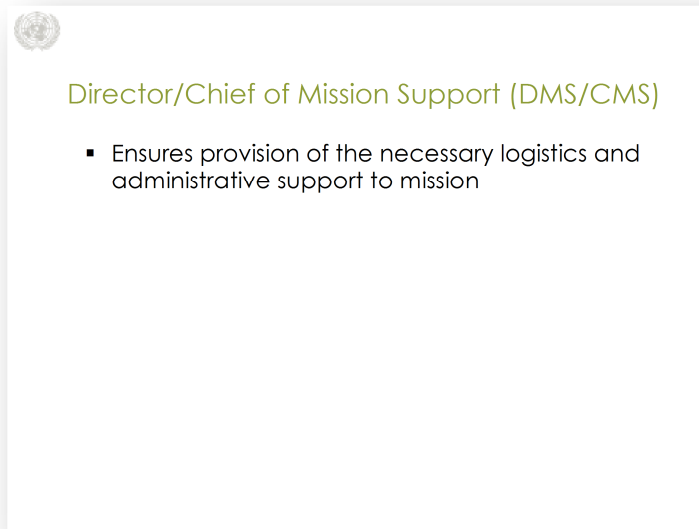 Director/Chief of Mission Support (DMS/CMS)
▪ Ensures provision of the necessary logistics and
administrative support to mission